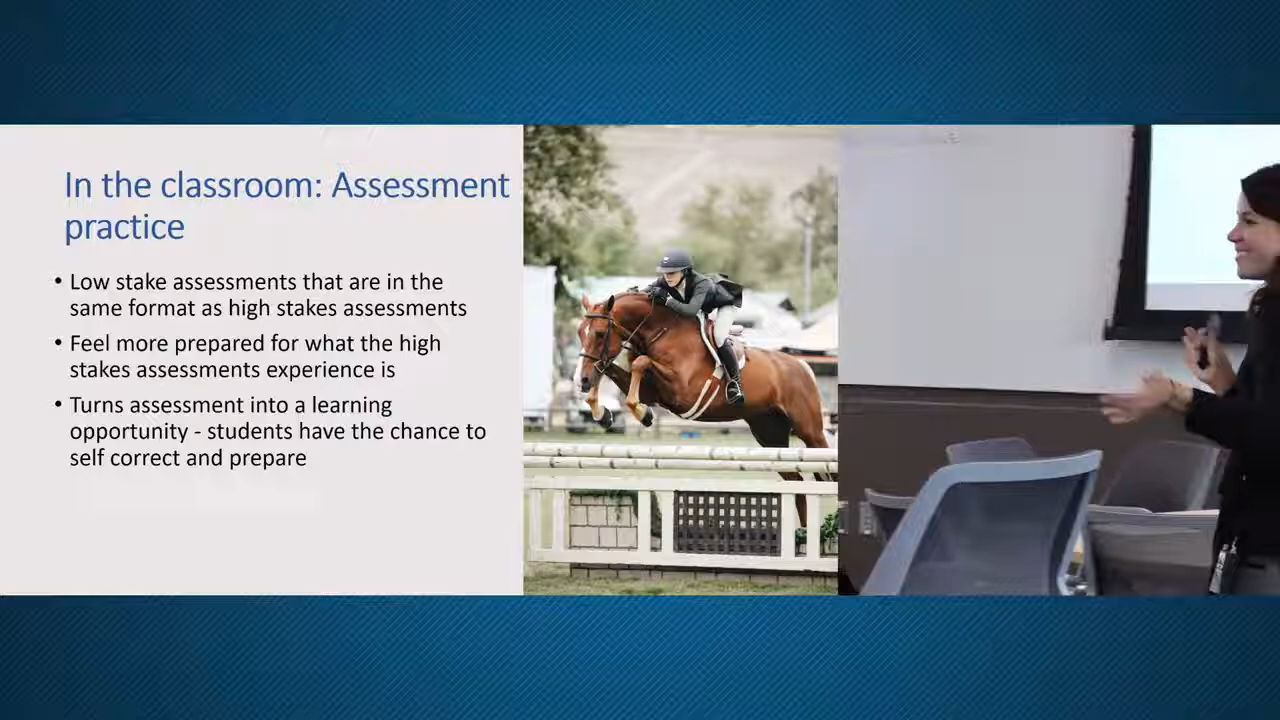 In the classroom: Assessment
practice
• Low stake assessments that are in the
same format as high stakes assessments
• Feel more prepared for what the high
stakes assessments experience is
• Turns assessment into a learning
opportunity - students have the chance to
self correct and prepare